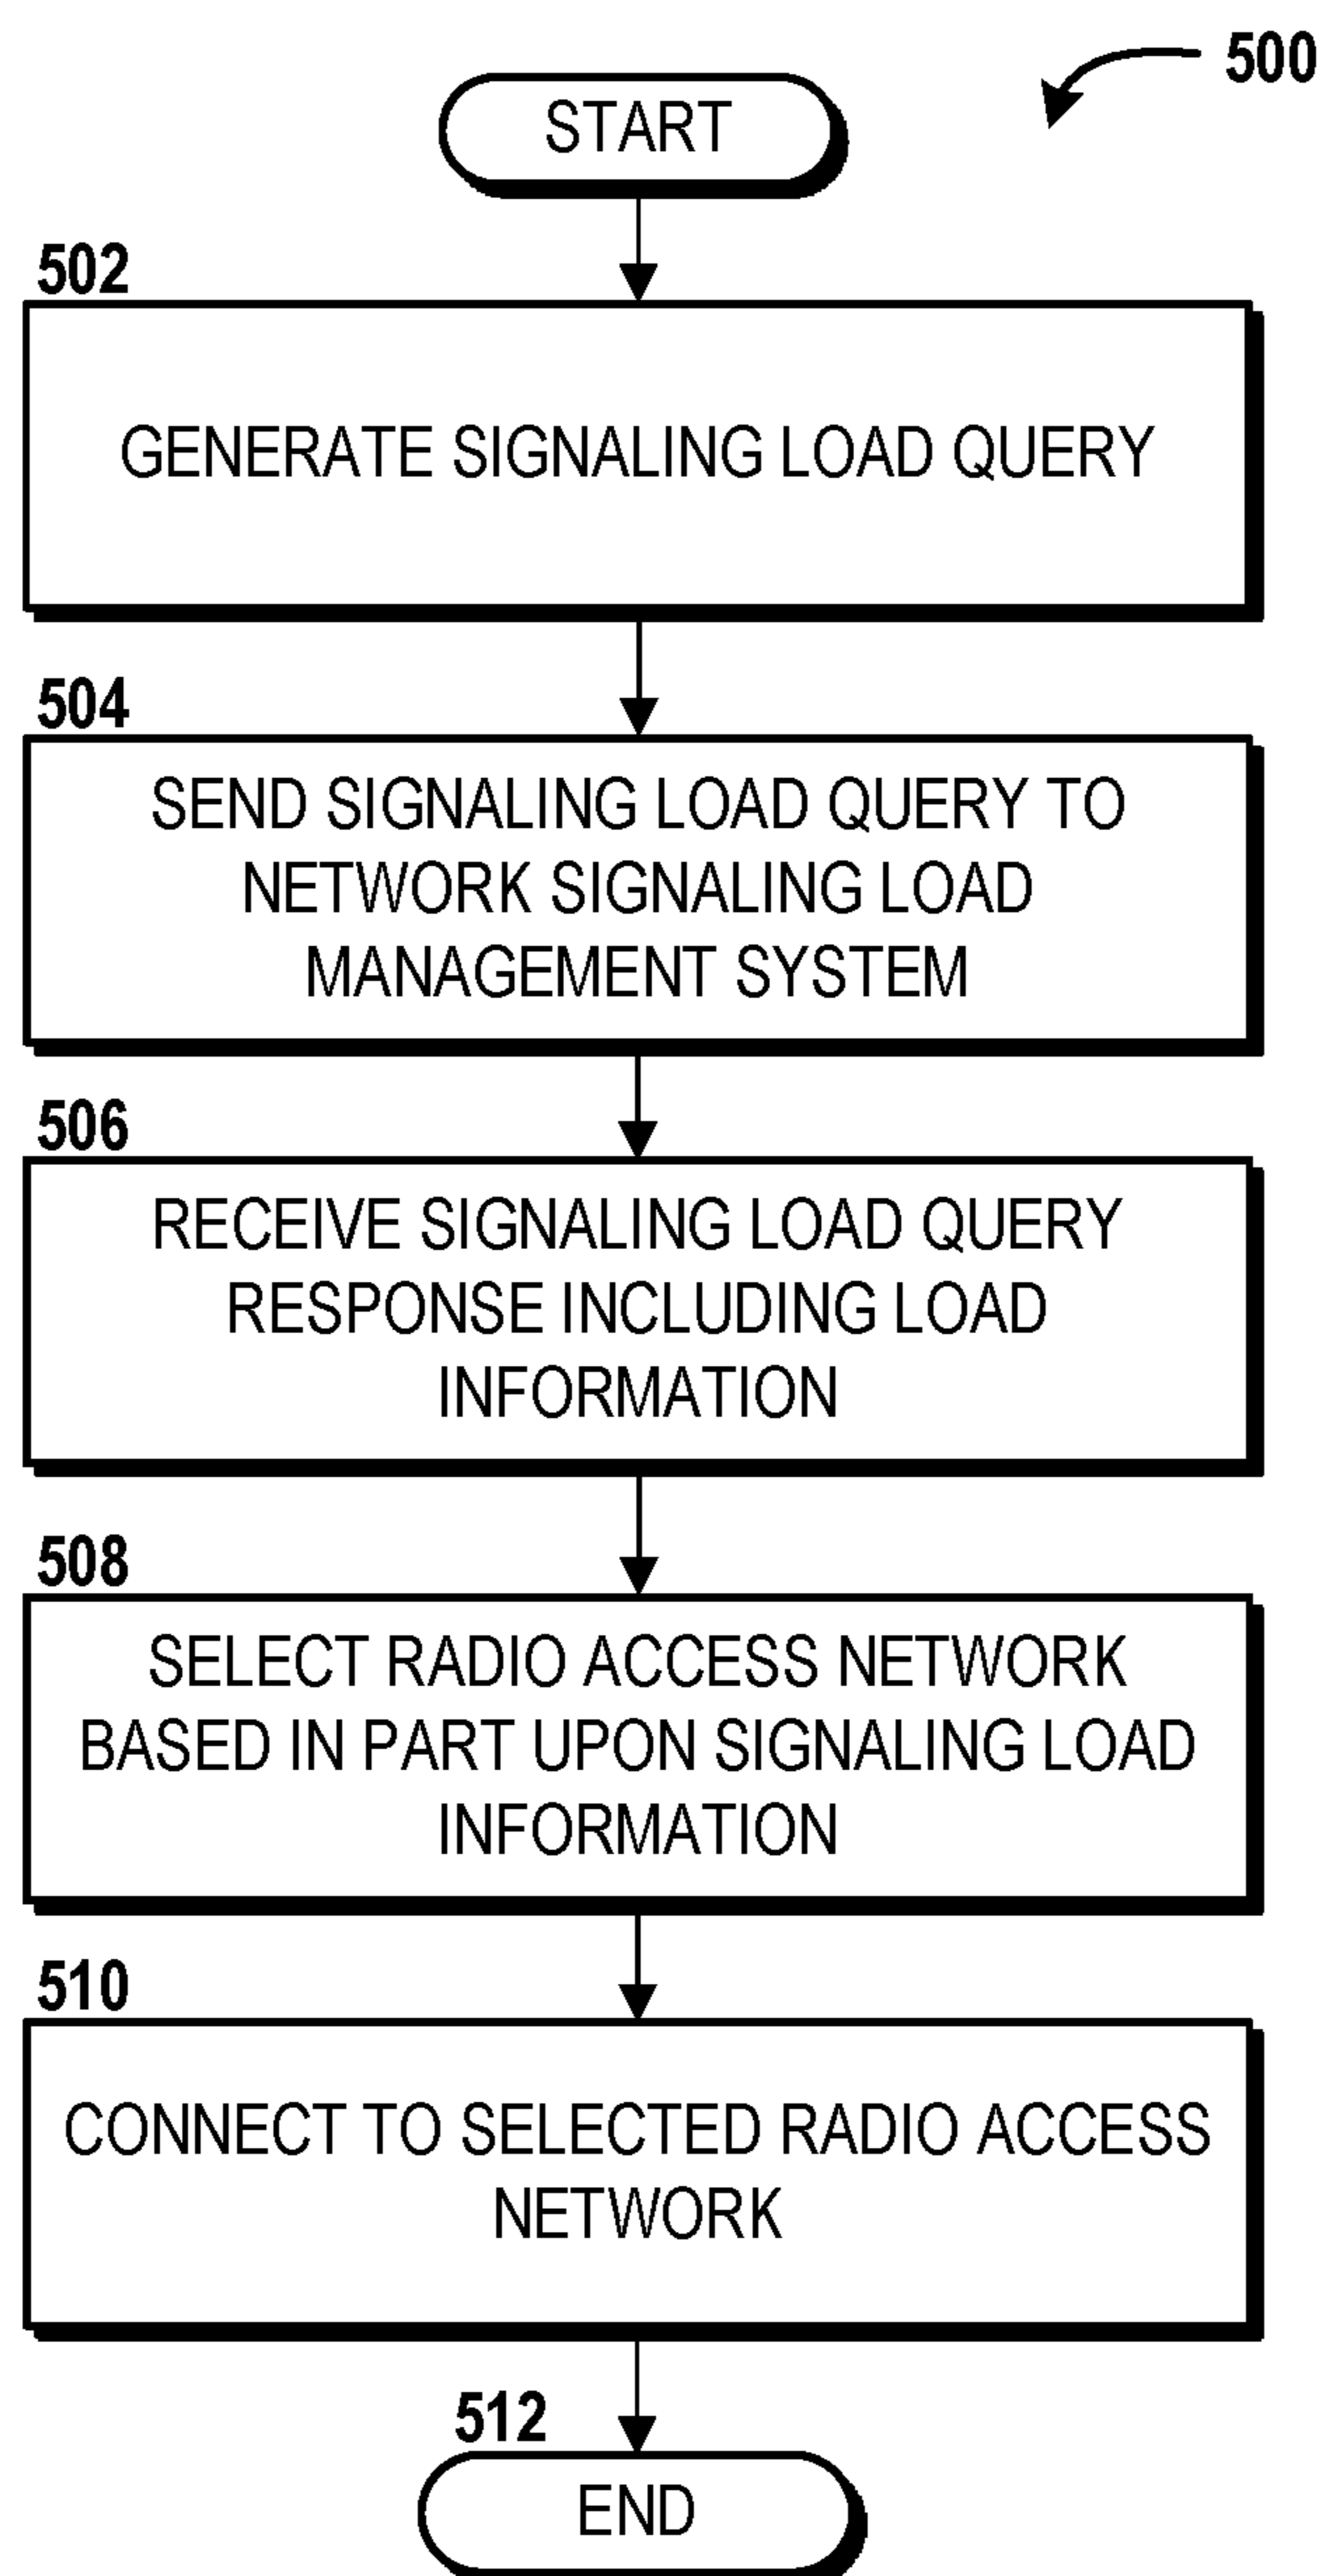 500
START
502
GENERATE SIGNALING LOAD QUERY
504
SEND SIGNALING LOAD QUERY TO
NETWORK SIGNALING LOAD
MANAGEMENT SYSTEM
506
RECEIVE SIGNALING LOAD QUERY
RESPONSE INCLUDING LOAD
INFORMATION
508
SELECT RADIO ACCESS NETWORK
BASED IN PART UPON SIGNALING LOAD
INFORMATION
510
CONNECT TO SELECTED RADIO ACCESS
NETWORK
512
END